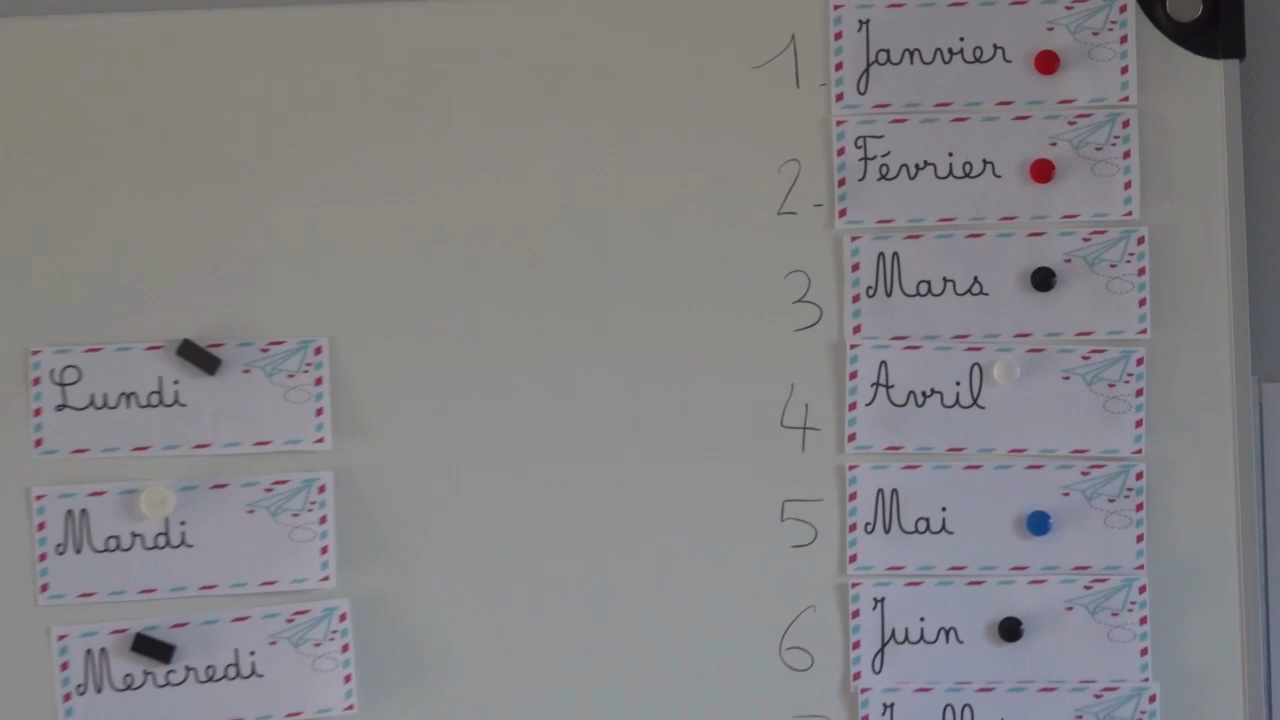 1. Janvier
2. Février
3 Mars
4 Avril
5 Mai
6 Juin
Lundi
Mardi
Mercredi